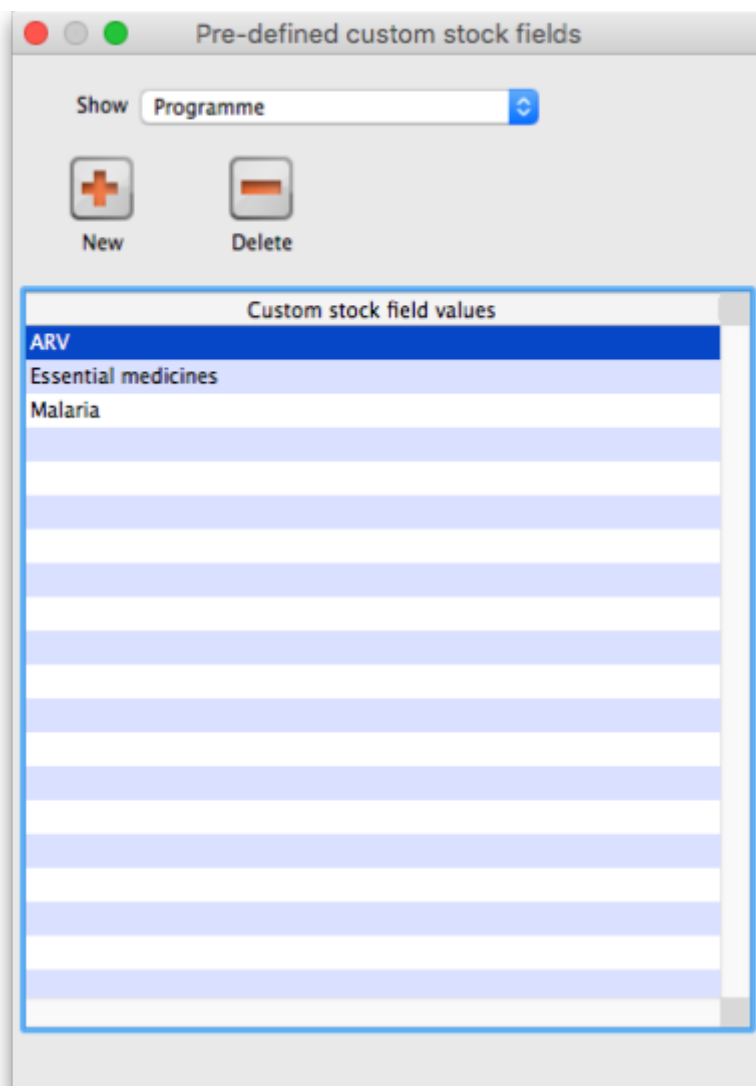 Pre-defined custom stock fields
Show Programme
New Delete
Custom stock field values
ARV
Essential medicines
Malaria